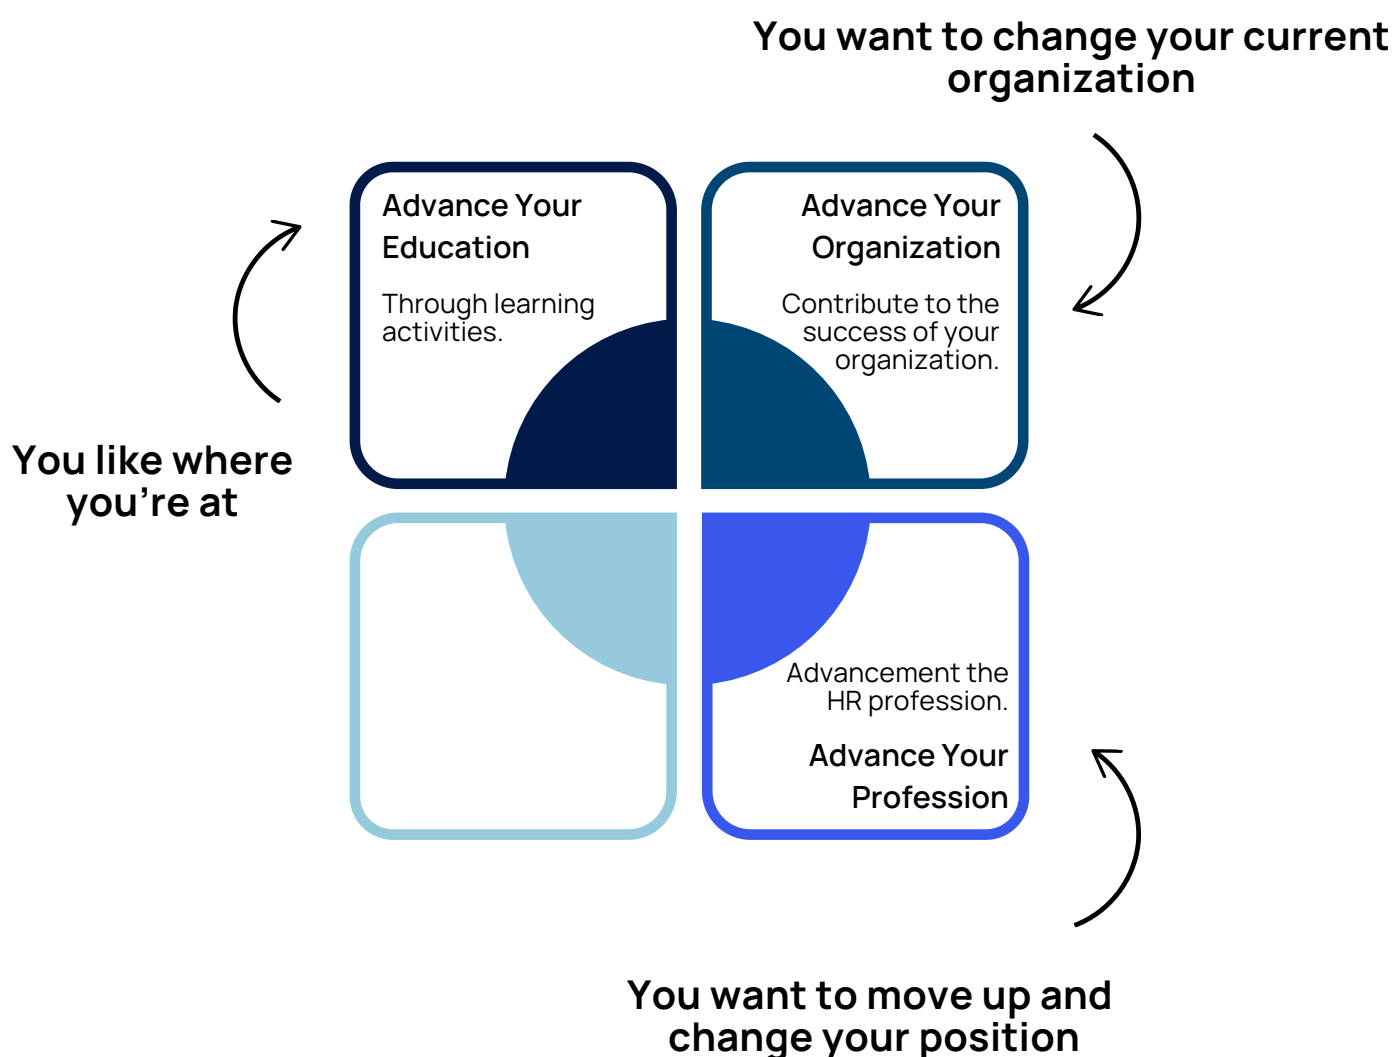 You want to change your current
organization
Advance Your
Education
Through learning
activities.
Advance Your
Organization
Contribute to the
success of your
organization.
You like where
you’re at
Advancement the
HR profession.
Advance Your
Profession
You want to move up and
change your position